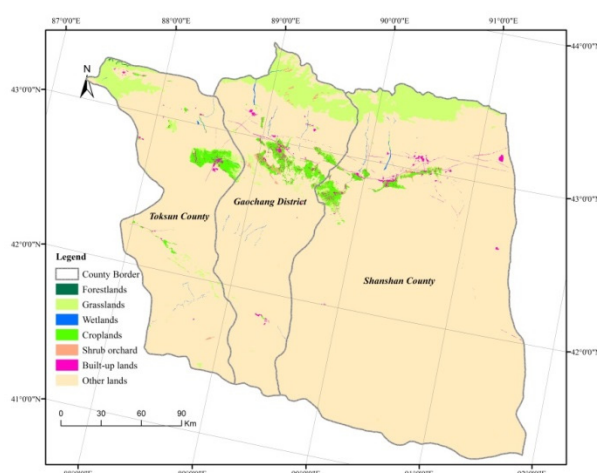 87°0'0"E 88°0'0"E 89°0'0"E 90°0'0"E 91°0'0"E
44°0'0"N
N
43°0'0"N
43°0'0"N
Toksun County
Gaochang District
42°0'0"N
Shanshan County
Legend
County Border
Forestlands
Grasslands
Wetlands
Croplands
Shrub orchard
Built-up lands
Other lands
42°0'0"N
41°0'0"N
0 30 60 90
Km